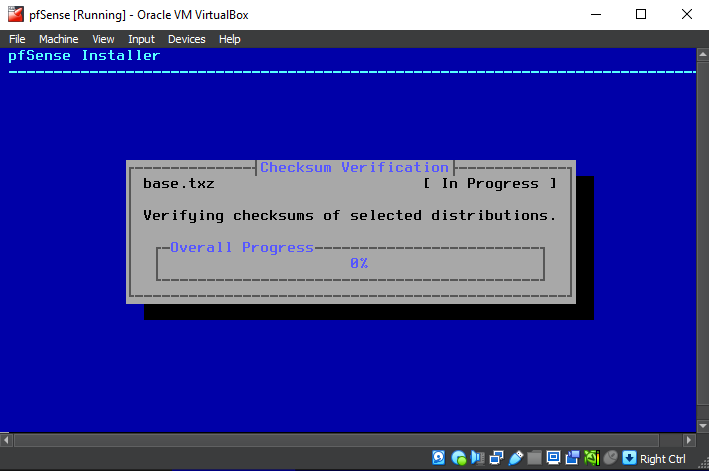 pfSense [Running] - Oracle VM VirtualBox
File Machine View Input Devices Help
pfSense Installer
Checksum Verification
base.txz [ In Progress ]
Verifying checksums of selected distributions.
Overall Progress
0%
Right Ctrl